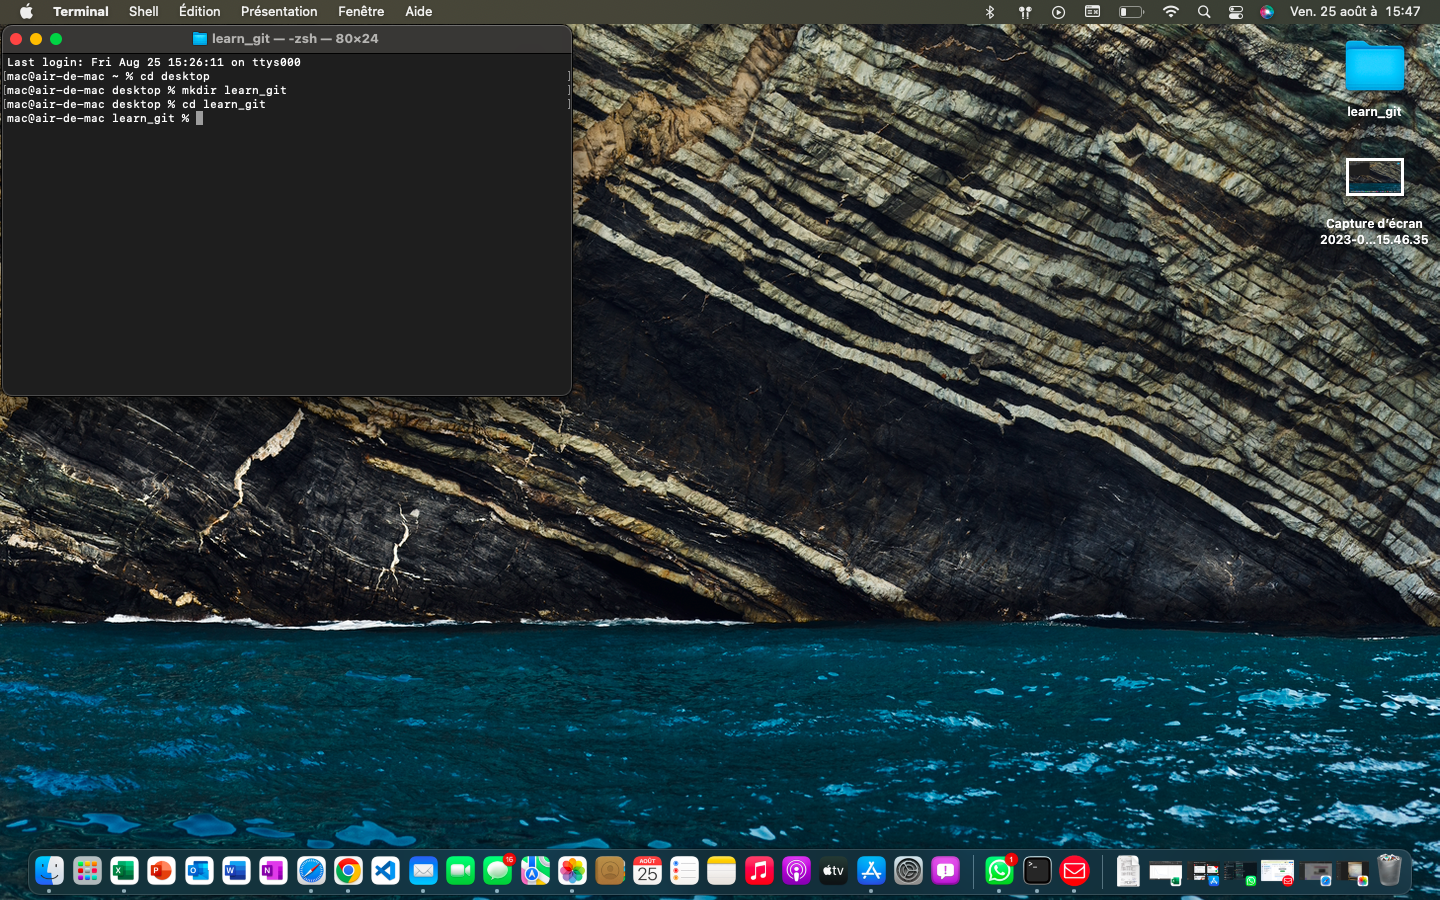 Terminal Shell Édition Présentation Fenêtre Aide Ven. 25 août à 15:47
learn_git — -zsh — 80×24
Last login: Fri Aug 25 15:26:11 on ttys000
[mac@air-de-mac ~ % cd desktop ]
[mac@air-de-mac desktop % mkdir learn_git ]
[mac@air-de-mac desktop % cd learn_git ]
mac@air-de-mac learn_git %
learn_git
Capture d'écran
2023-0...15.46.35
16
AOÛT
25
tv
1